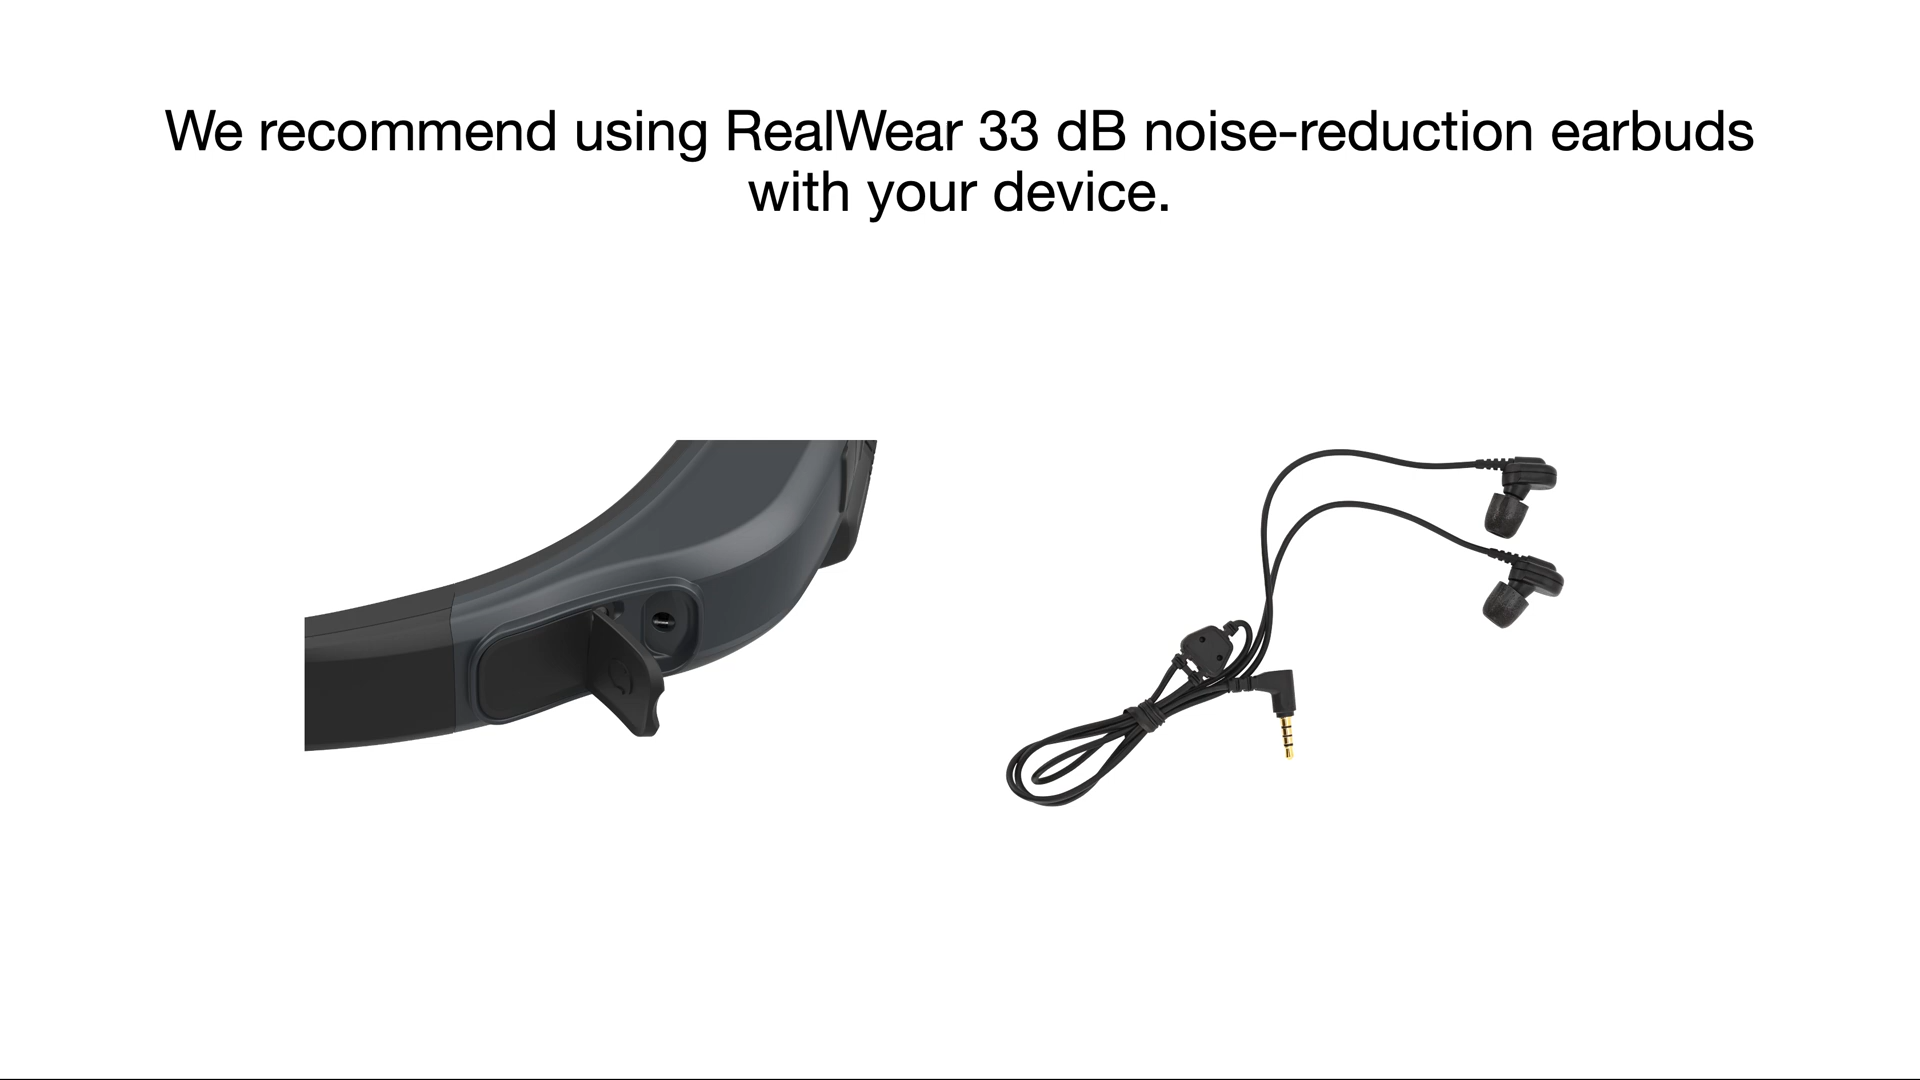 We recommend using RealWear 33 dB noise-reduction earbuds
with your device.